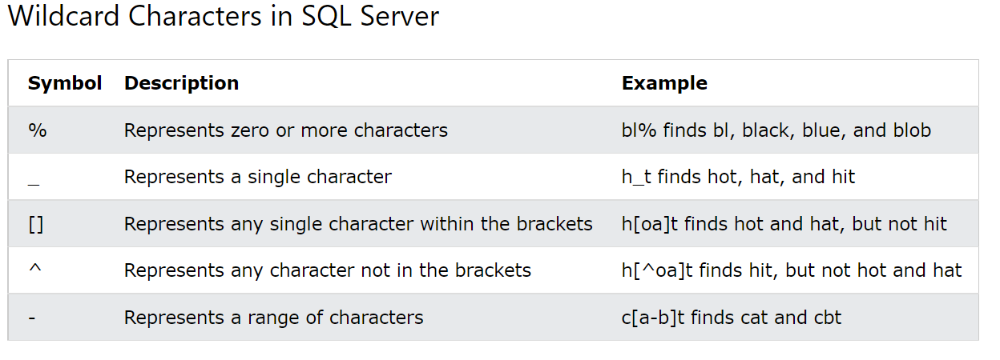 Wildcard Characters in SQL Server
Symbol Description Example
% Represents zero or more characters bl% finds bl, black, blue, and blob
_ Represents a single character h_t finds hot, hat, and hit
[] Represents any single character within the brackets h[oa]t finds hot and hat, but not hit
^ Represents any character not in the brackets h[^oa]t finds hit, but not hot and hat
- Represents a range of characters c[a-b]t finds cat and cbt